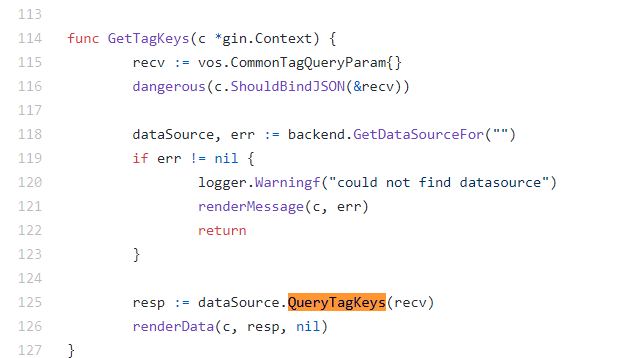 113
114 func GetTagKeys(c *gin.Context) {
115 recv := vos.CommonTagQueryParam{}
116 dangerous(c.ShouldBindJSON(&recv))
117
118 dataSource, err := backend.GetDataSourceFor("")
119 if err != nil {
120 logger.Warningf("could not find datasource")
121 renderMessage(c, err)
122 return
123 }
124
125 resp := dataSource.QueryTagKeys(recv)
126 renderData(c, resp, nil)
127 }